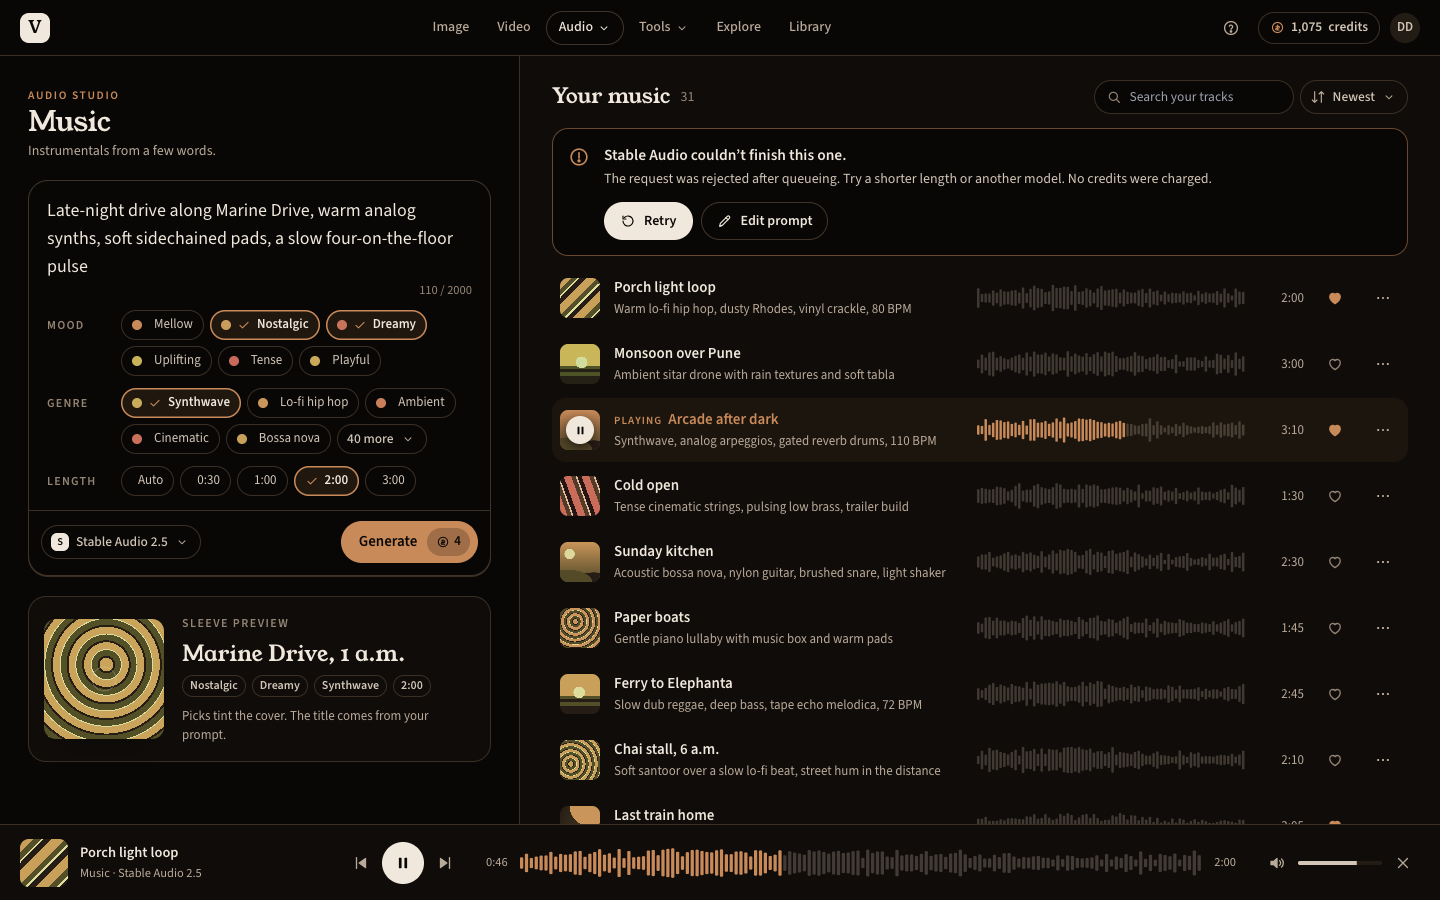 V
Image Video Audio Tools Explore Library
1,075 credits DD
AUDIO STUDIO
Music
Instrumentals from a few words.
Late-night drive along Marine Drive, warm analog
synths, soft sidechained pads, a slow four-on-the-floor
pulse
110 / 2000
MOOD Mellow Nostalgic Dreamy
Uplifting Tense Playful
GENRE Synthwave Lo-fi hip hop Ambient
Cinematic Bossa nova 40 more
LENGTH Auto 0:30 1:00 2:00 3:00
S Stable Audio 2.5 Generate 4
SLEEVE PREVIEW
Marine Drive, 1 a.m.
Nostalgic Dreamy Synthwave 2:00
Picks tint the cover. The title comes from your
prompt.
Your music 31
Search your tracks Newest
Stable Audio couldn’t finish this one.
The request was rejected after queueing. Try a shorter length or another model. No credits were charged.
Retry Edit prompt
Porch light loop
Warm lo-fi hip hop, dusty Rhodes, vinyl crackle, 80 BPM
2:00
Monsoon over Pune
Ambient sitar drone with rain textures and soft tabla
3:00
PLAYING Arcade after dark
Synthwave, analog arpeggios, gated reverb drums, 110 BPM
3:10
Cold open
Tense cinematic strings, pulsing low brass, trailer build
1:30
Sunday kitchen
Acoustic bossa nova, nylon guitar, brushed snare, light shaker
2:30
Paper boats
Gentle piano lullaby with music box and warm pads
1:45
Ferry to Elephanta
Slow dub reggae, deep bass, tape echo melodica, 72 BPM
2:45
Chai stall, 6 a.m.
Soft santoor over a slow lo-fi beat, street hum in the distance
2:10
Last train home
Porch light loop
Music · Stable Audio 2.5
0:46 2:00